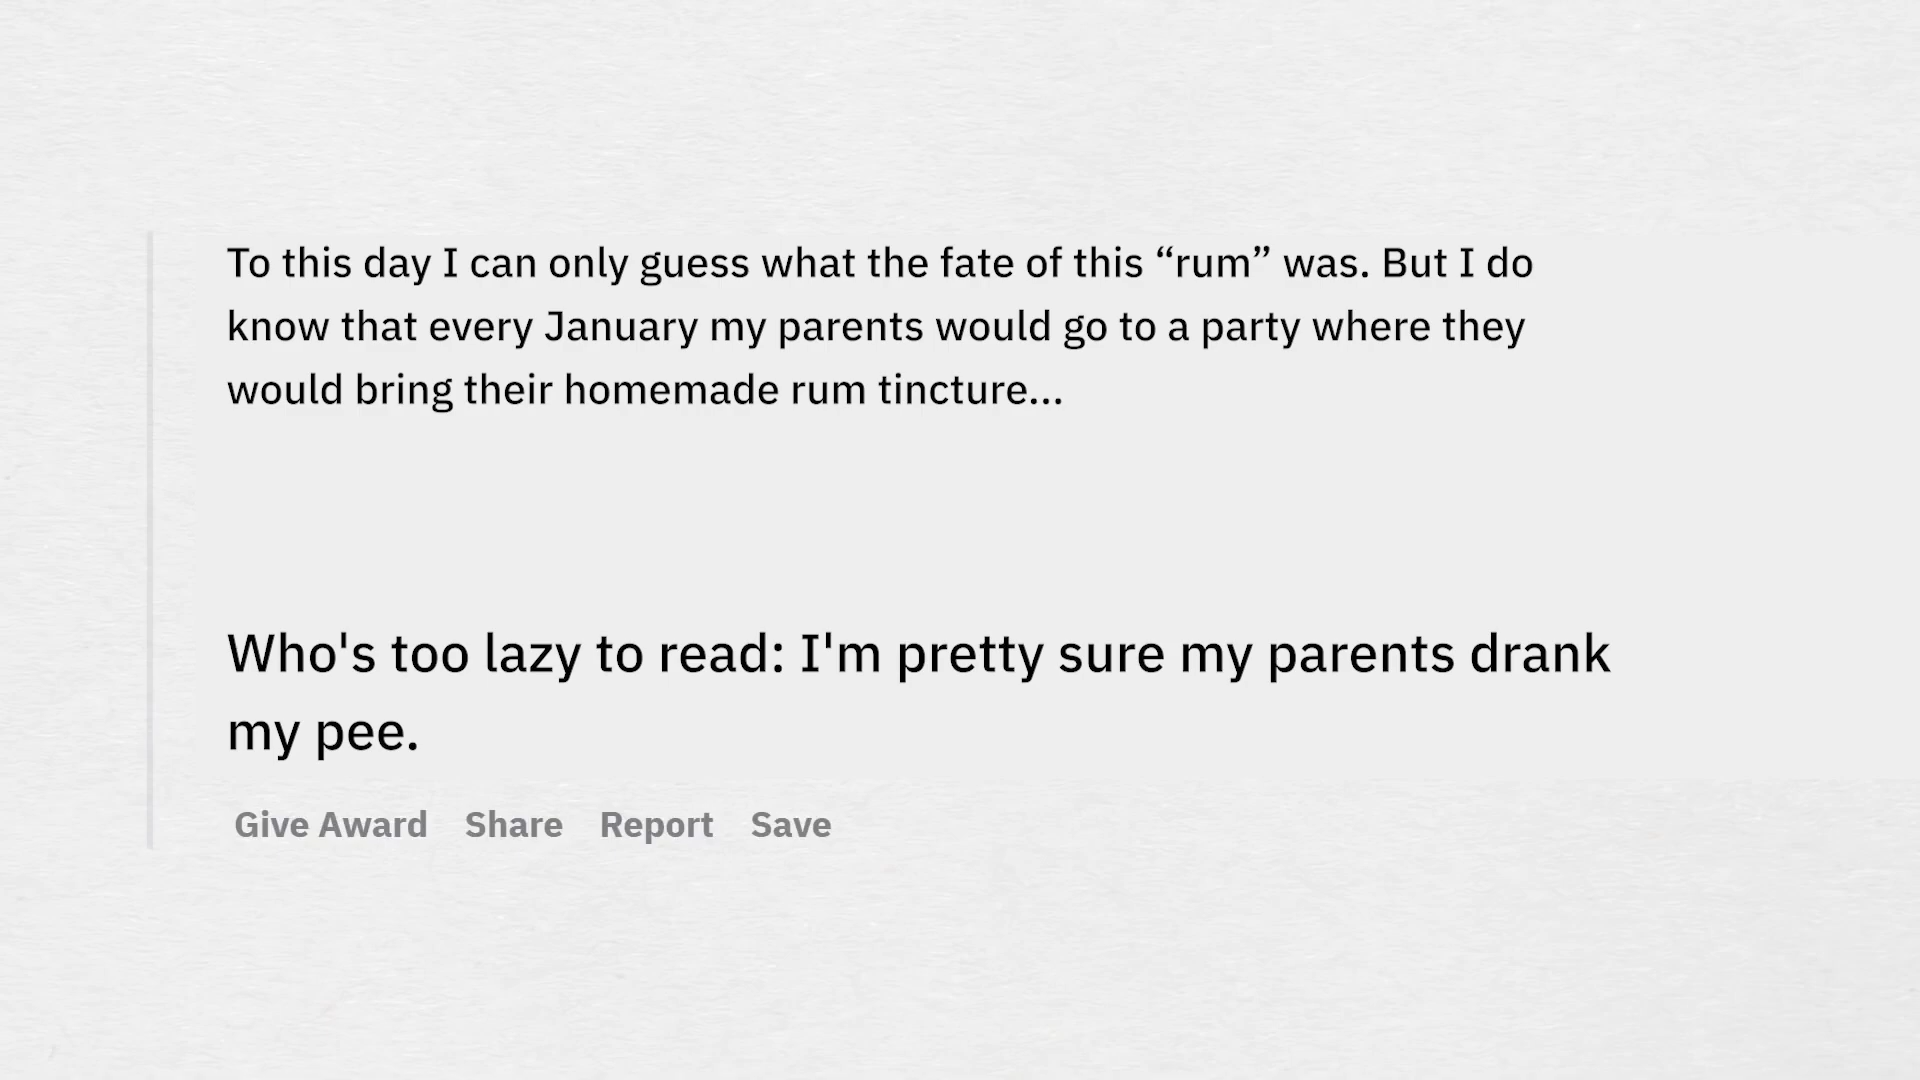 To this day I can only guess what the fate of this “rum” was. But I do
know that every January my parents would go to a party where they
would bring their homemade rum tincture...
Who's too lazy to read: I'm pretty sure my parents drank
my pee.
Give Award Share Report Save